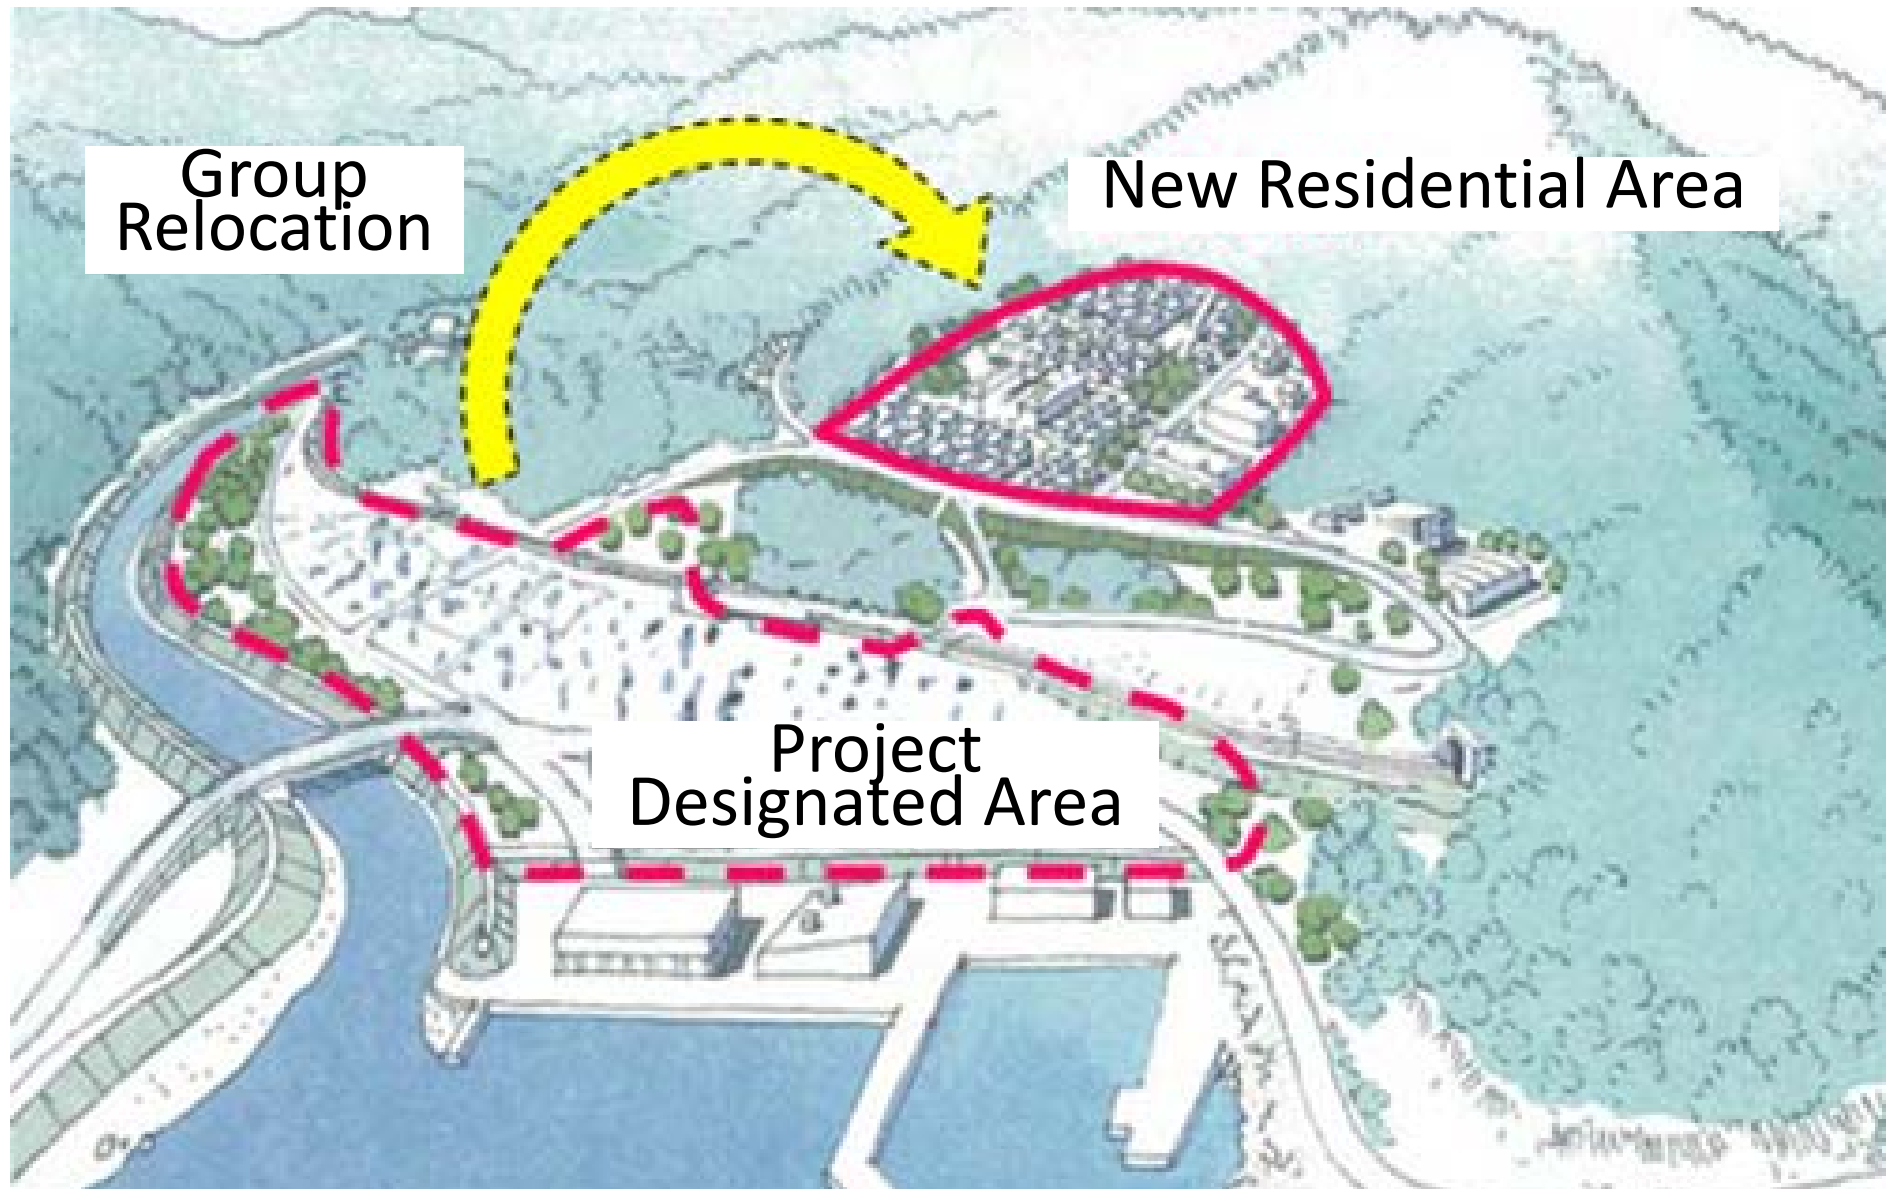 Group
Relocation
New Residential Area
Project
Designated Area